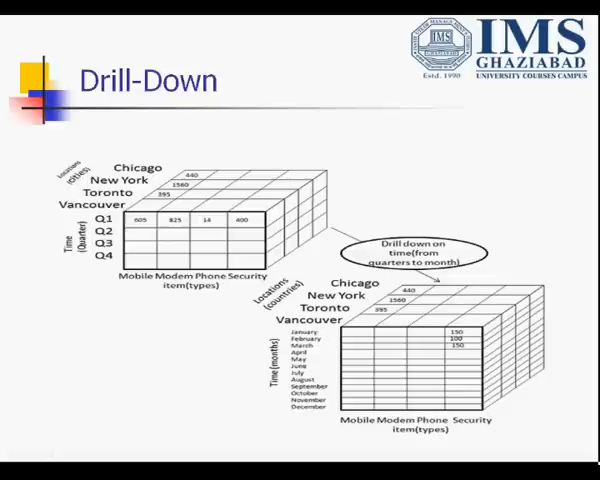 IMS
GHAZIABAD
UNIVERSITY COURSES CAMPUS
Estd. 1990
Drill-Down
Locations
(cities)
Chicago
New York
Toronto
Vancouver
440
1560
395
Time
(Quarter)
Q1 605 825 14 400
Q2
Q3
Q4
Mobile Modem Phone Security
item(types)
Drill down on
time(from
quarters to month)
Locations
(countries)
Chicago
New York
Toronto
Vancouver
440
1560
395
Time(months)
January 150
February 100
March 150
April
May
June
July
August
September
October
November
December
Mobile Modem Phone Security
item(types)